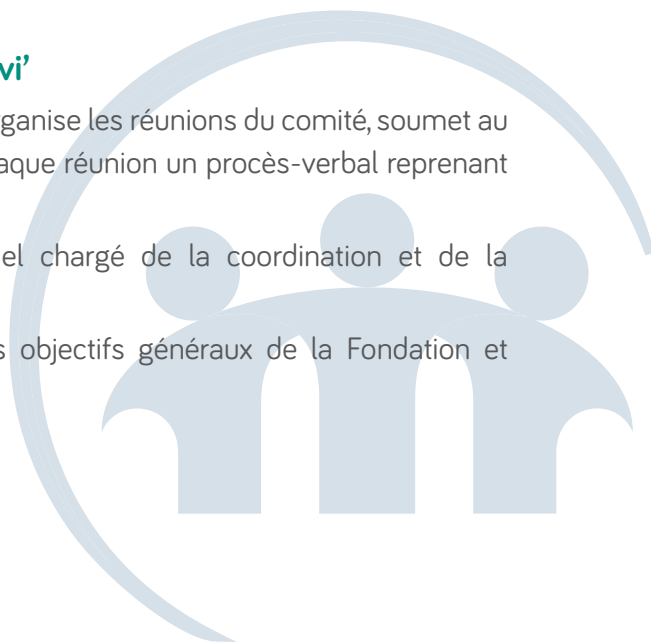 vi’
rganise les réunions du comité, soumet au
aque réunion un procès-verbal reprenant
el chargé de la coordination et de la
s objectifs généraux de la Fondation et